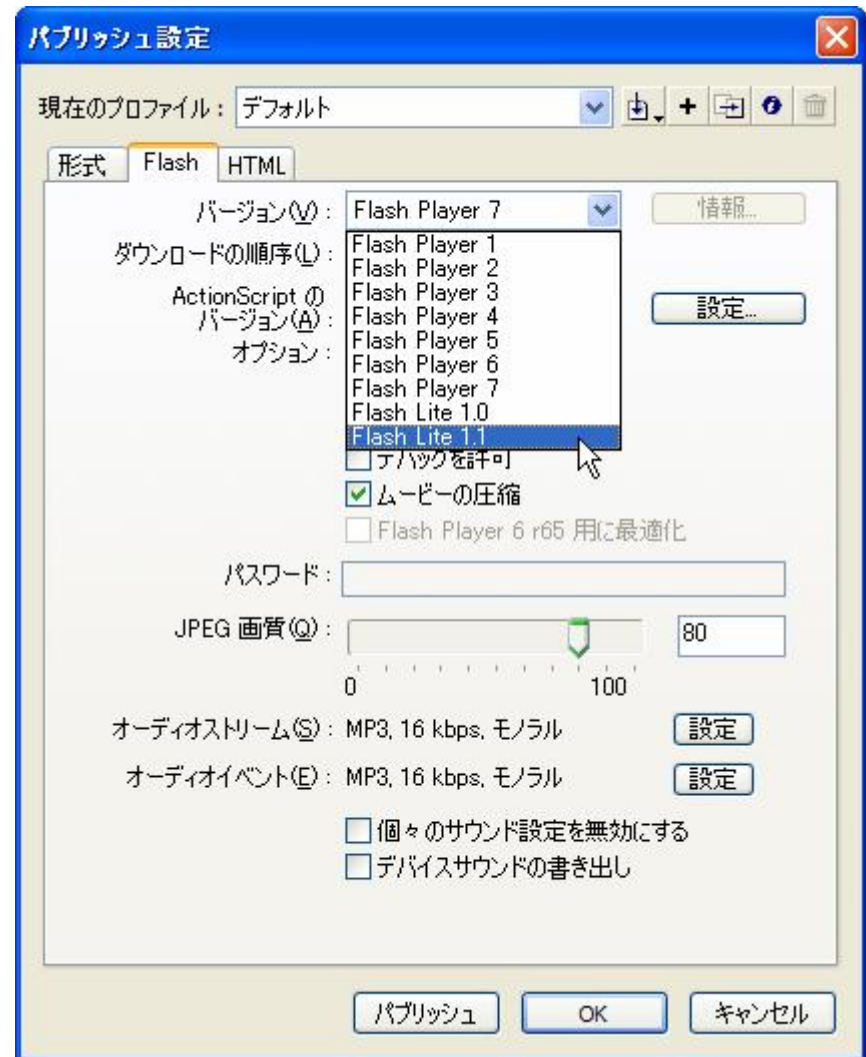 パブリッシュ設定
現在のプロファイル : デフォルト
形式 Flash HTML
バージョン(V) : Flash Player 7 情報...
ダウンロードの順序(L) : Flash Player 1
Flash Player 2
ActionScript の Flash Player 3
バージョン(A) : Flash Player 4 設定...
オプション : Flash Player 5
Flash Player 6
Flash Player 7
Flash Lite 1.0
Flash Lite 1.1
デバッグを許可
ムービーの圧縮
Flash Player 6 r65 用に最適化
パスワード :
JPEG 画質(Q) : 80
0 100
オーディオストリーム(S) : MP3, 16 kbps, モノラル 設定
オーディオイベント(E) : MP3, 16 kbps, モノラル 設定
個々のサウンド設定を無効にする
デバイスサウンドの書き出し
パブリッシュ OK キャンセル